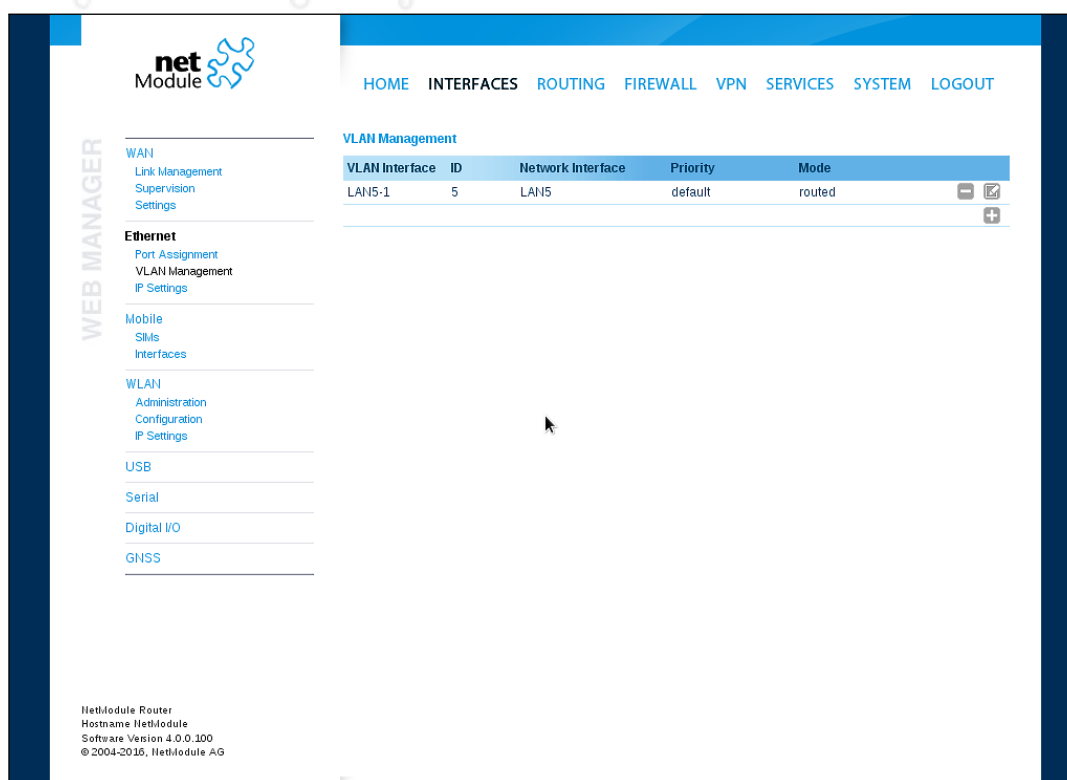 net
Module
HOME INTERFACES ROUTING FIREWALL VPN SERVICES SYSTEM LOGOUT
WEB MANAGER
WAN
Link Management
Supervision
Settings
Ethernet
Port Assignment
VLAN Management
IP Settings
Mobile
SIMs
Interfaces
WLAN
Administration
Configuration
IP Settings
USB
Serial
Digital I/O
GNSS
VLAN Management
VLAN Interface ID Network Interface Priority Mode
LAN5-1 5 LAN5 default routed
NetModule Router
Hostname NetModule
Software Version 4.0.0.100
© 2004-2016, NetModule AG